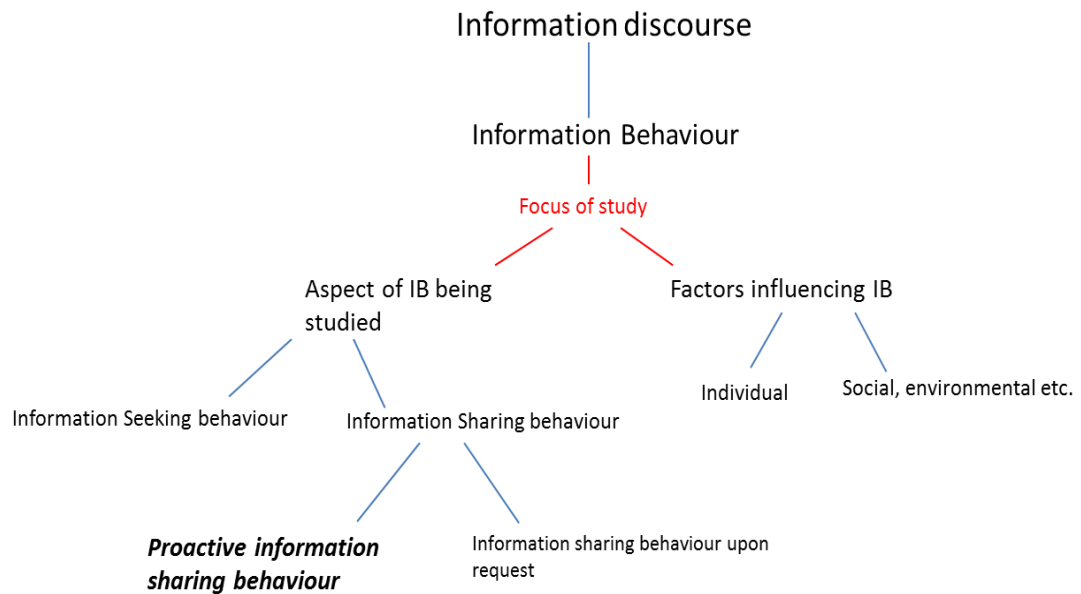 Information discourse
Information Behaviour
Focus of study
Aspect of IB being
studied
Factors influencing IB
Individual
Social, environmental etc.
Information Seeking behaviour
Information Sharing behaviour
Proactive information
sharing behaviour
Information sharing behaviour upon
request